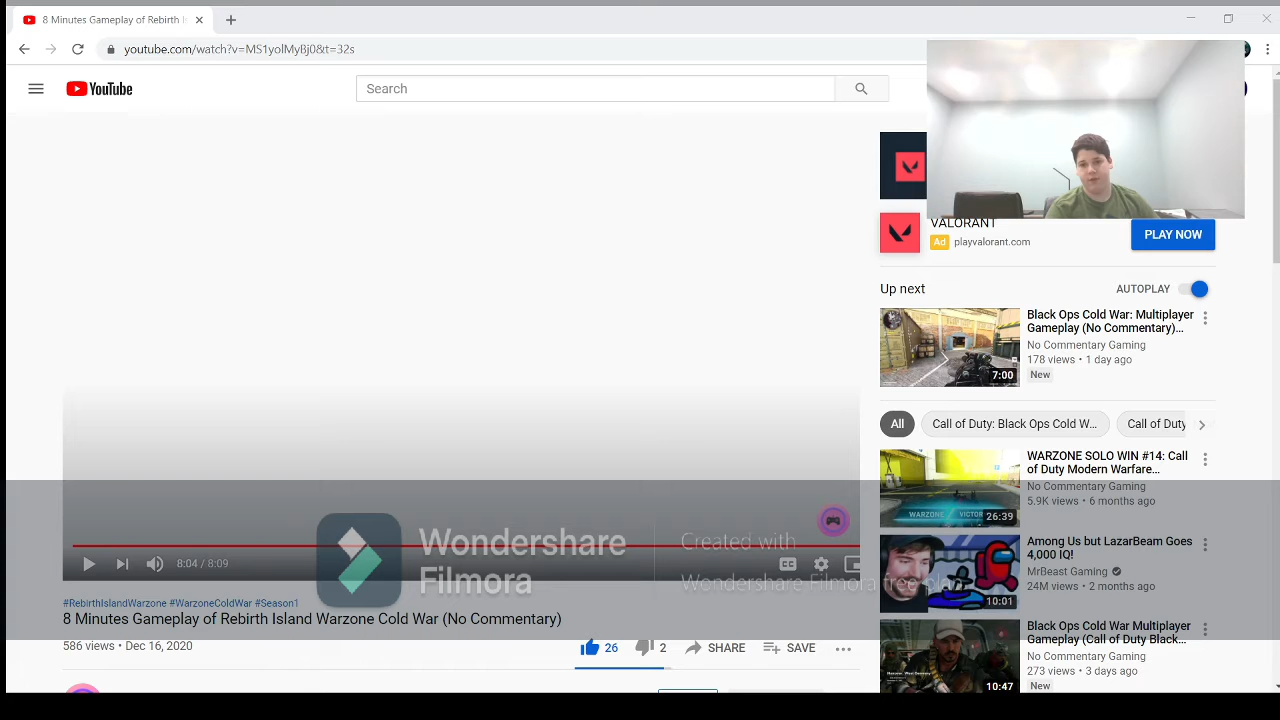 8 Minutes Gameplay of Rebirth
youtube.com/watch?v=MS1yolMyBj0&t=32s
YouTube
Search
VALORANT
Ad playvalorant.com
PLAY NOW
Up next
AUTOPLAY
Black Ops Cold War: Multiplayer
Gameplay (No Commentary)...
No Commentary Gaming
178 views • 1 day ago
New
7:00
All
Call of Duty: Black Ops Cold W...
Call of Duty
WARZONE SOLO WIN #14: Call
of Duty Modern Warfare...
No Commentary Gaming
5.9K views • 6 months ago
WARZONE VICTOR
26:39
Among Us but LazarBeam Goes
4,000 IQ!
MrBeast Gaming
24M views • 2 months ago
10:01
Black Ops Cold War Multiplayer
Gameplay (Call of Duty Black...
No Commentary Gaming
273 views • 3 days ago
New
10:47
Wondershare
Filmora
Created with
Wondershare Filmora free plan
8:04 / 8:09
CC
#RebirthIslandWarzone #WarzoneColdWar #Season1
8 Minutes Gameplay of Rebirth Island Warzone Cold War (No Commentary)
586 views • Dec 16, 2020
26
2
SHARE
SAVE